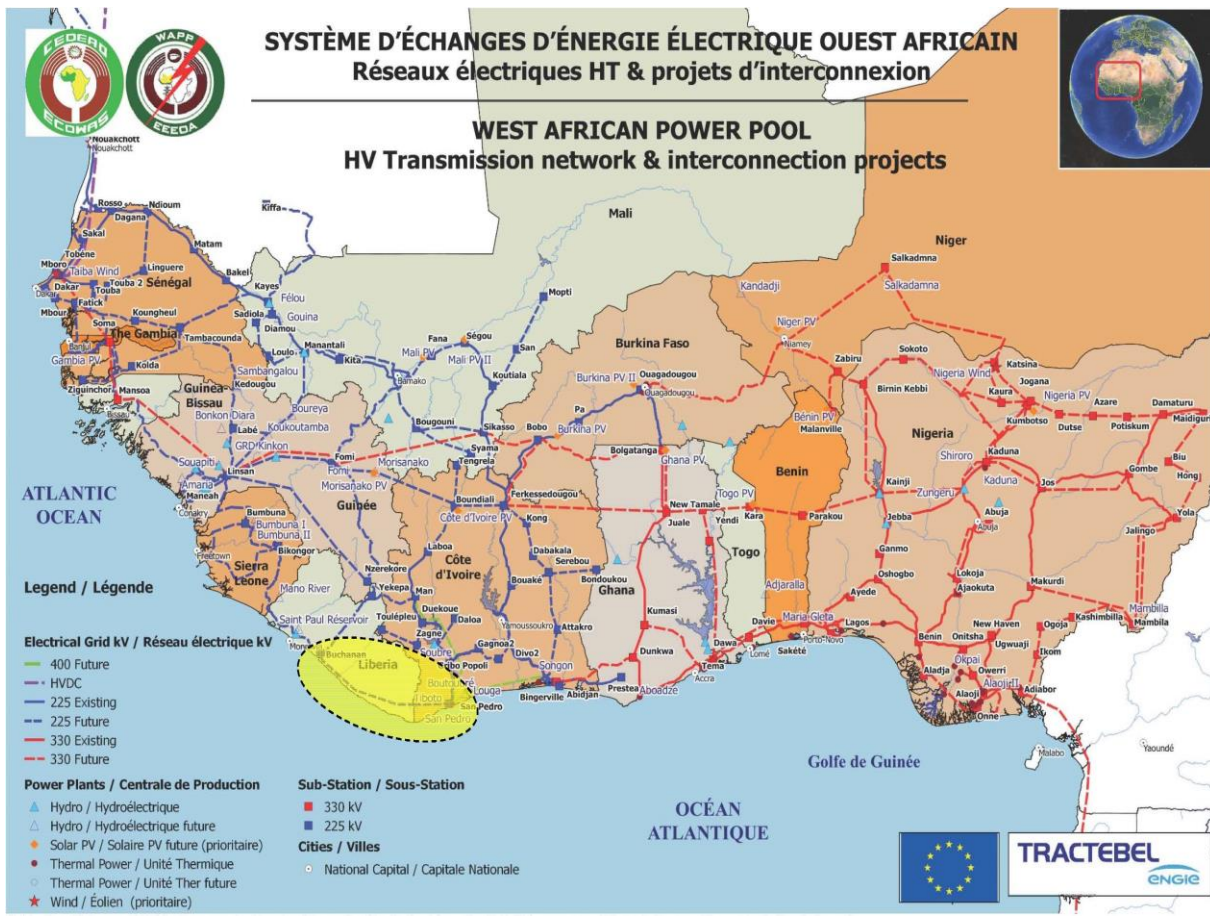 CEDEAO
ECOWAS
WAPP
EEEOA
SYSTÈME D'ÉCHANGES D'ÉNERGIE ÉLECTRIQUE OUEST AFRICAIN
Réseaux électriques HT & projets d'interconnexion
WEST AFRICAN POWER POOL
HV Transmission network & interconnection projects
Nouakchott
Nouakchott
Rosso
Ndioum
Dagana
Kiffa
Sakal
Matam
Mali
Tobène
Niger
Mboro
Taiba Wind
Linguere
Bakel
Salkadmna
Dakar
Dakar
Touba 2
Touba
Sénégal
Kayes
Félou
Kandadji
Salkadamna
Fatick
Koungheul
Sadiola
Gouina
Mopti
Mbour
Soma
Diamou
The Gambia
Tambacounda
Manantali
Fana
Ségou
Niger PV
Banjul
Loulo
Mali PV
San
Burkina Faso
Niamey
Sokoto
Gambia PV
Kolda
Sambangalou
Kita
Mali PV II
Zabiru
Katsina
Ziguinchor
Kedougou
Bamako
Koutiala
Burkina PV II
Ouagadougou
Ouagadougou
Birnin Kebbi
Nigeria Wind
Jogana
Kaura
Nigeria PV
Mansoa
Guinea-
Bissau
Boureya
Pa
Bénin PV
Kumbotso
Azare
Damaturu
Bissau
Bonkon Diara
Koukoutamba
Bougouni
Sikasso
Bobo
Burkina PV
Malanville
Dutse
Potiskum
Maidiguri
Labé
Nigeria
GRD Kinkon
Syama
Bolgatanga
Shiroro
Kaduna
Biu
Souapiti
Fomi
Morisanako
Tengrela
Ghana PV
Benin
Kaduna
Gombe
Linsan
Fomi
Hong
Amaria
Morisanako PV
Ferkessedougou
Kainji
Zungeru
Jos
Maneah
Guinée
Boundiali
Togo PV
Conakry
Côte d'Ivoire PV
New Tamale
Kara
Parakou
Abuja
Abuja
Yola
Bumbuna
Kong
Juale
Yendi
Jebba
Jalingo
Bumbuna I
Bumbuna II
Laboa
Dabakala
Togo
Ganmo
Freetown
Bikongor
Côte
d'Ivoire
Serebou
Lokoja
Sierra
Leone
Nzerekore
Bouaké
Bondoukou
Ghana
Oshogbo
Ajaokuta
Makurdi
Mano River
Yekepa
Man
Adjaralla
Ayede
Mambilla
Saint Paul Réservoir
Toulépleu
Duekoue
Daloa
Yamoussoukro
Kumasi
Maria Gleta
New Haven
Kashimbilla
Zagne
Attakro
Davie
Lagos
Ogoja
Mambila
Buchanan
Soubre
Gagnoa2
Divo2
Dunkwa
Dawa
Sakété
Porto-Novo
Benin
Onitsha
Ugwuaji
Liberia
Popoli
Songon
Tema
Lomé
Okpai
Ikom
Boutoubré
Prestea
Accra
Aladja
Owerri
Tiboto
Louga
Bingerville
Abidjan
Aboadze
Alaoji
Alaoji II
Adiabor
San Pedro
San Pedro
Onne
Malabo
Yaoundé
ATLANTIC
OCEAN
Golfe de Guinée
OCÉAN
ATLANTIQUE
Legend / Légende
Electrical Grid kV / Réseau électrique kV
400 Future
HVDC
225 Existing
225 Future
330 Existing
330 Future
Power Plants / Centrale de Production
Hydro / Hydroélectrique
Hydro / Hydroélectrique future
Solar PV / Solaire PV future (prioritaire)
Thermal Power / Unité Thermique
Thermal Power / Unité Ther future
Wind / Éolien (prioritaire)
Sub-Station / Sous-Station
330 kV
225 kV
Cities / Villes
National Capital / Capitale Nationale
TRACTEBEL
ENGIE